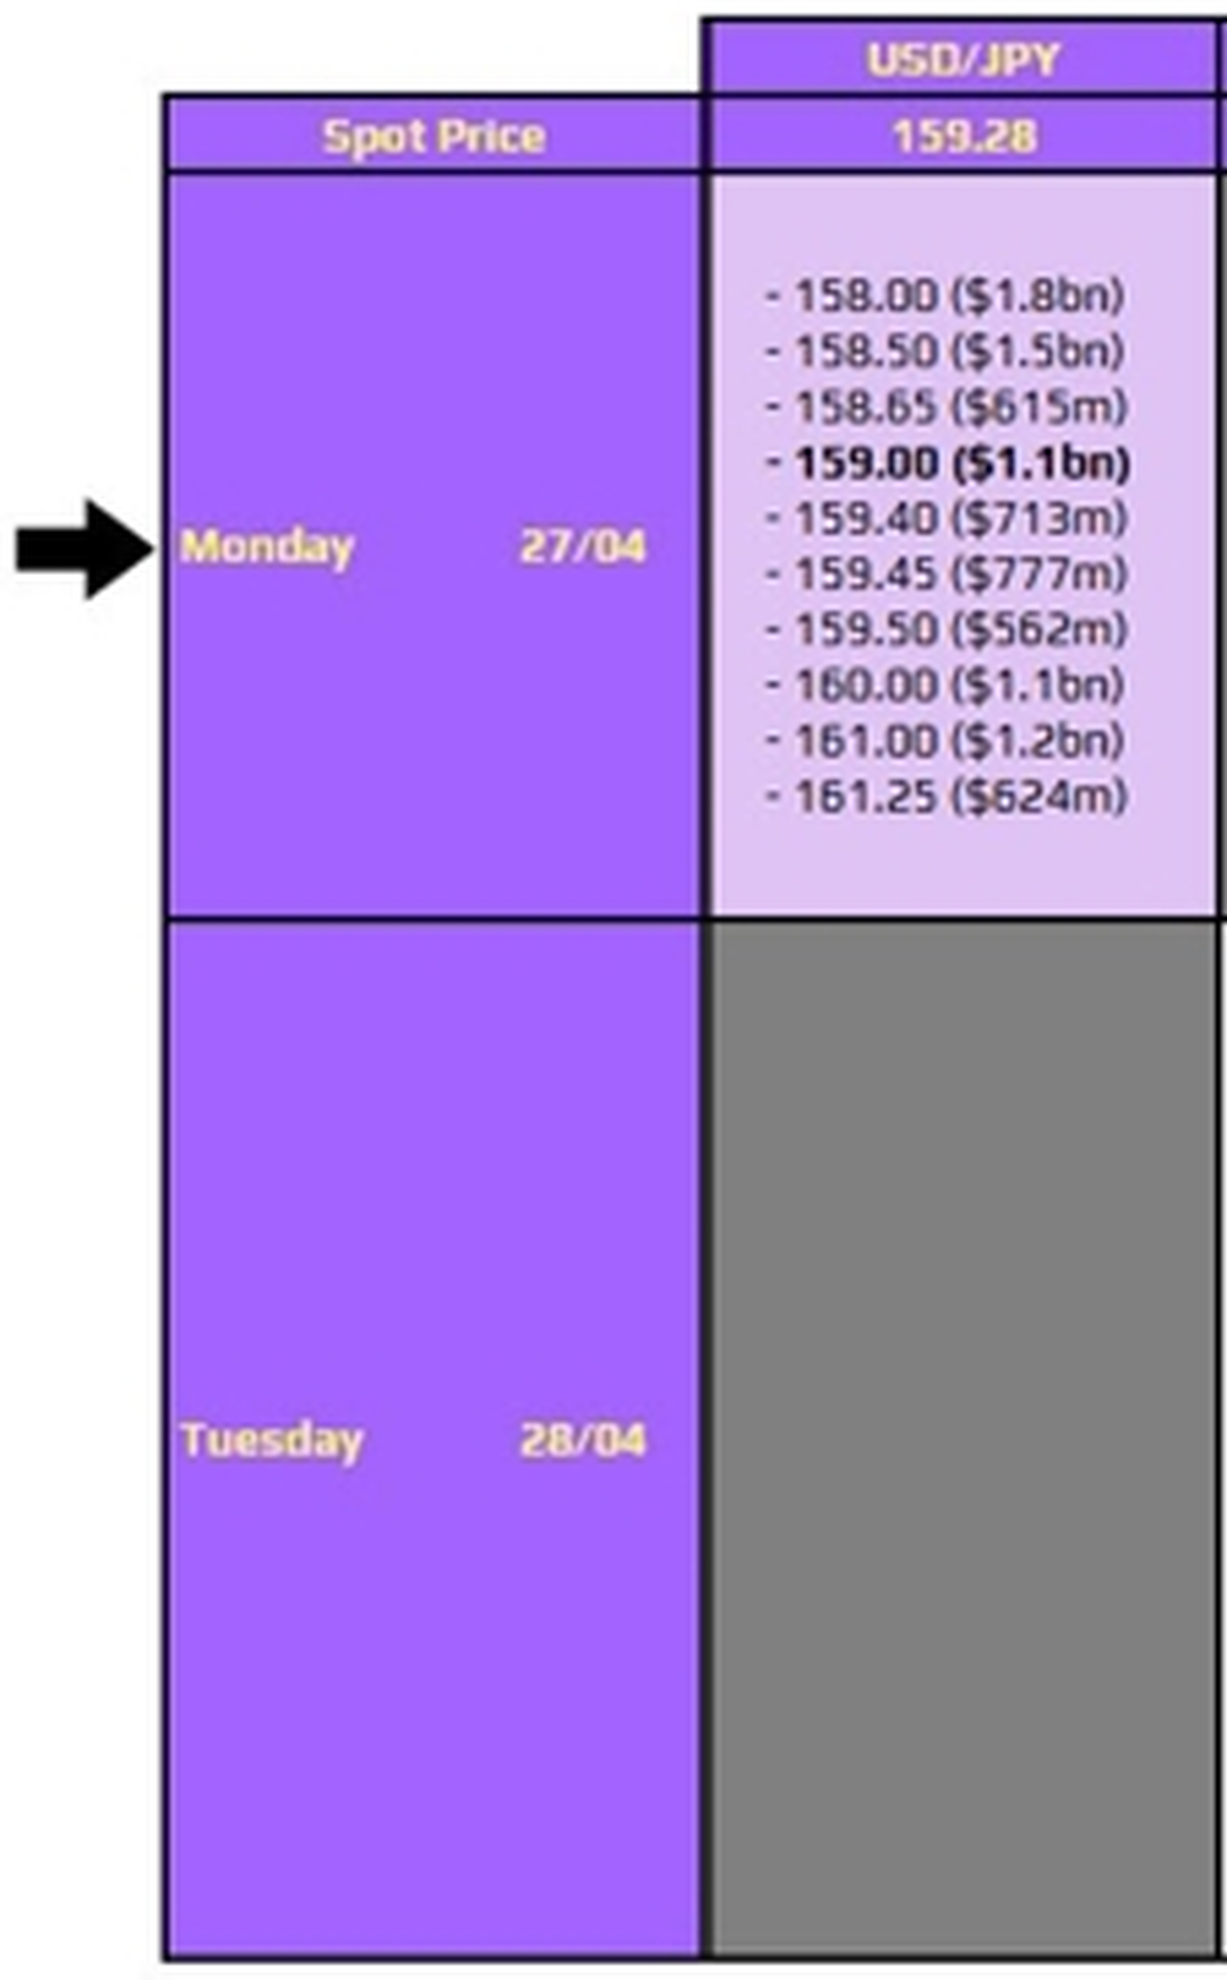 USD/JPY
Spot Price 159.28
Monday 27/04
- 158.00 ($1.8bn)
- 158.50 ($1.5bn)
- 158.65 ($615m)
- 159.00 ($1.1bn)
- 159.40 ($713m)
- 159.45 ($777m)
- 159.50 ($562m)
- 160.00 ($1.1bn)
- 161.00 ($1.2bn)
- 161.25 ($624m)
Tuesday 28/04